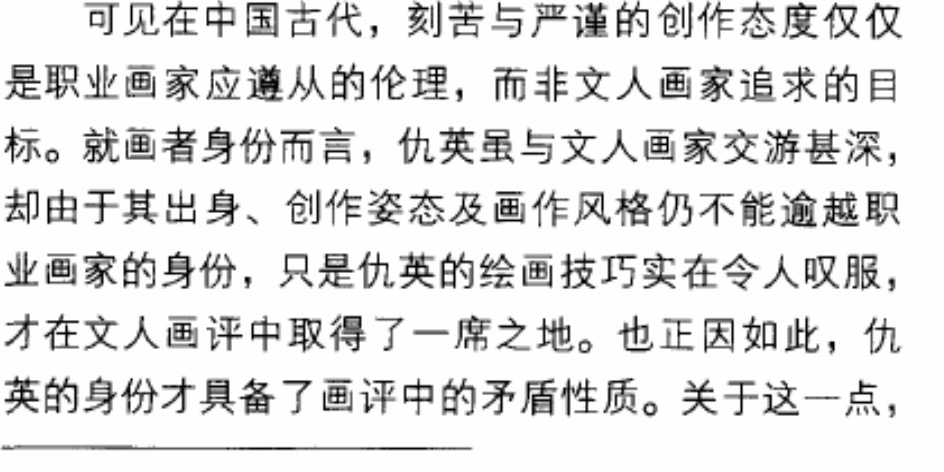 可见在中国古代，刻苦与严谨的创作态度仅仅
是职业画家应遵从的伦理，而非文人画家追求的目
标。就画者身份而言，仇英虽与文人画家交游甚深，
却由于其出身、创作姿态及画作风格仍不能逾越职
业画家的身份，只是仇英的绘画技巧实在令人叹服，
才在文人画评中取得了一席之地。也正因如此，仇
英的身份才具备了画评中的矛盾性质。关于这一点，